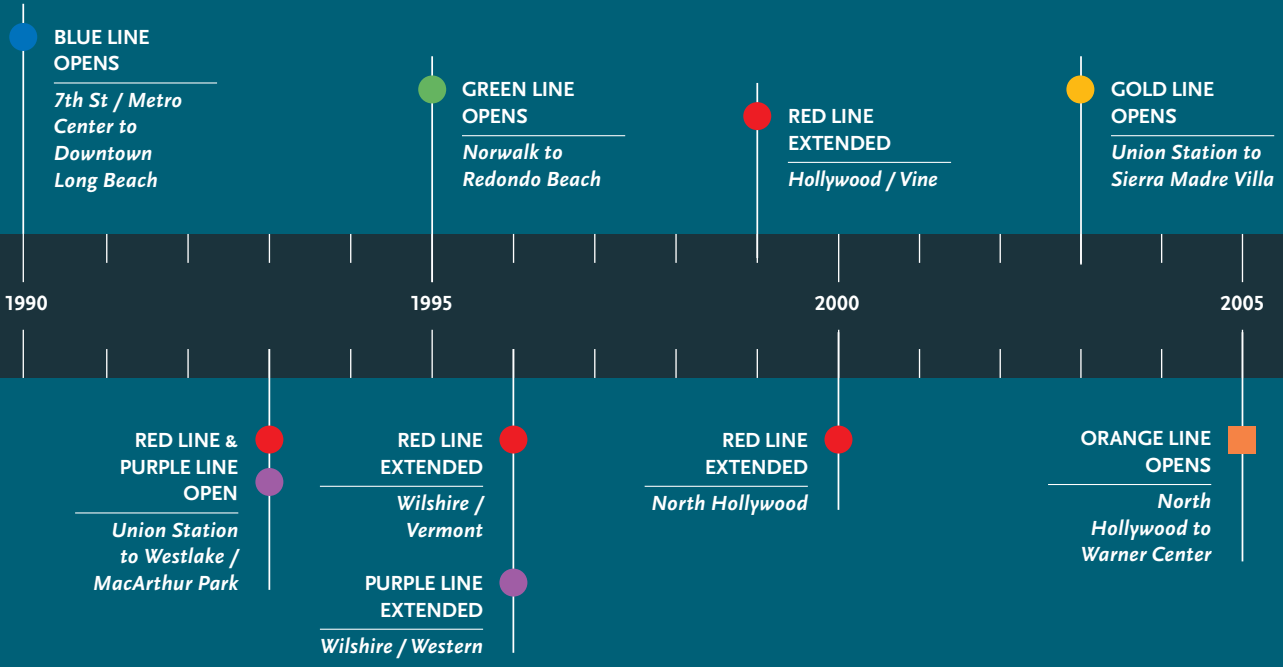 BLUE LINE
OPENS
7th St / Metro
Center to
Downtown
Long Beach
GREEN LINE
OPENS
Norwalk to
Redondo Beach
RED LINE
EXTENDED
Hollywood / Vine
GOLD LINE
OPENS
Union Station to
Sierra Madre Villa
1990
1995
2000
2005
RED LINE &
PURPLE LINE
OPEN
Union Station
to Westlake /
MacArthur Park
RED LINE
EXTENDED
Wilshire /
Vermont
PURPLE LINE
EXTENDED
Wilshire / Western
RED LINE
EXTENDED
North Hollywood
ORANGE LINE
OPENS
North
Hollywood to
Warner Center